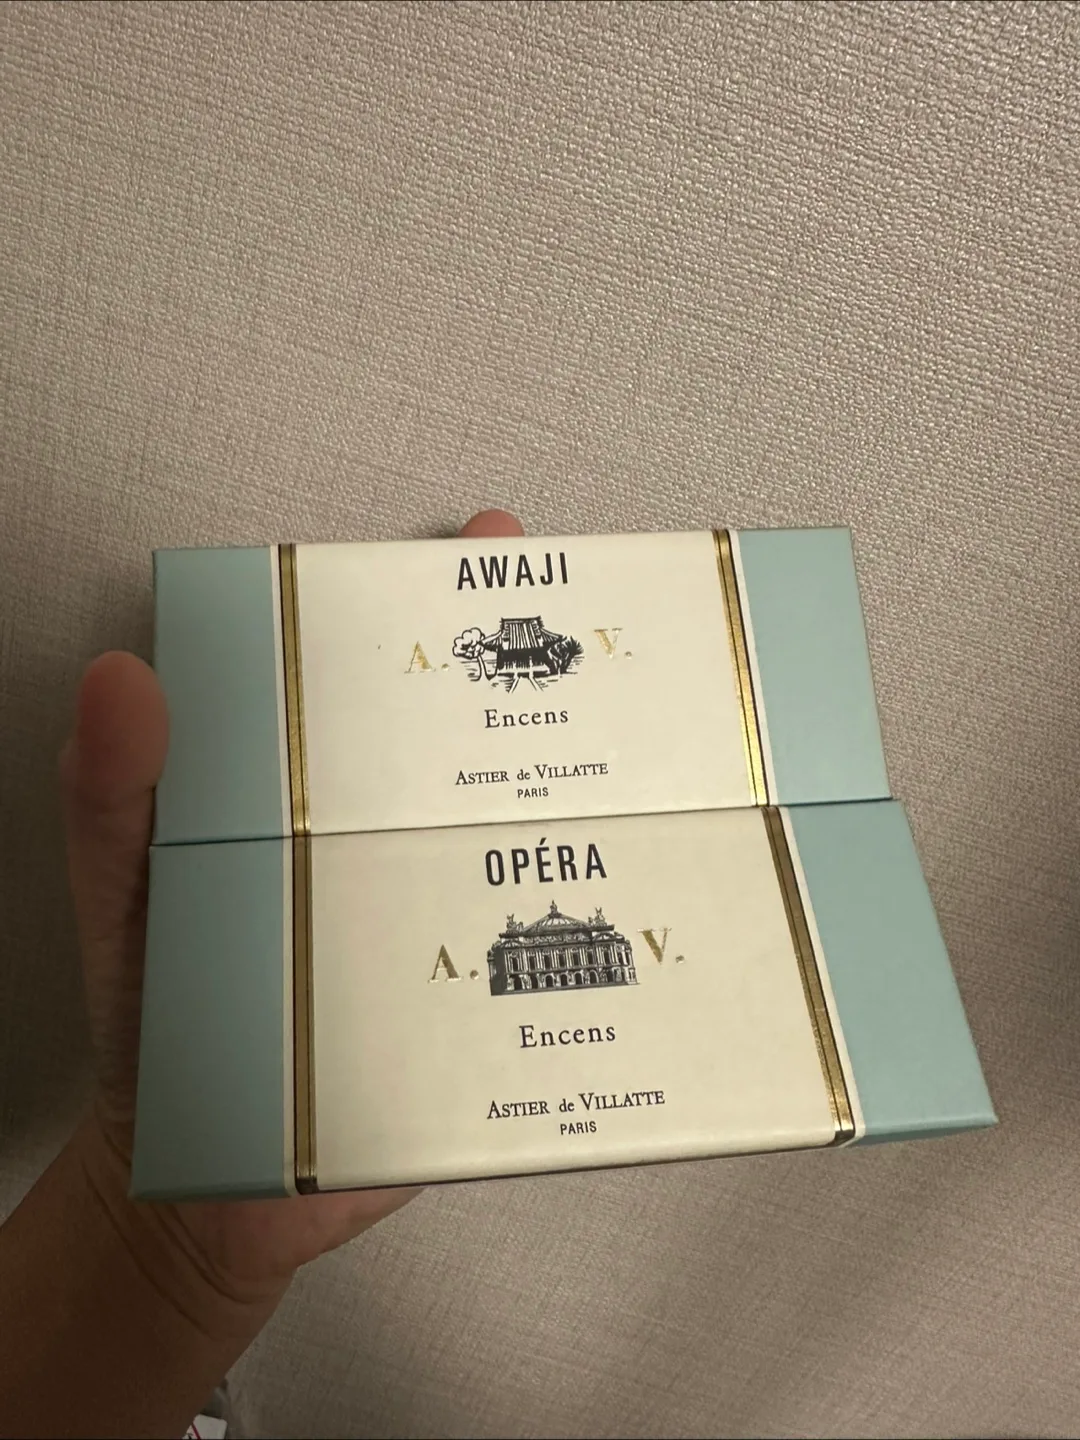 AWAJI
A. V.
Encens
ASTIER de VILLATTE
PARIS
OPÉRA
A. V.
Encens
ASTIER de VILLATTE
PARIS